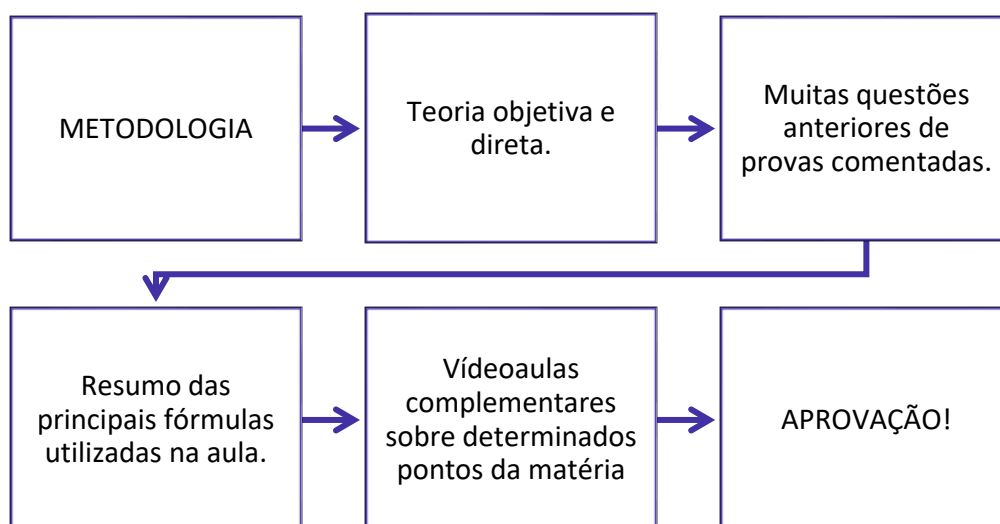 METODOLOGIA
Teoria objetiva e
direta.
Muitas questões
anteriores de
provas comentadas.
Resumo das
principais fórmulas
utilizadas na aula.
Vídeoaulas
complementares
sobre determinados
pontos da matéria
APROVAÇÃO!